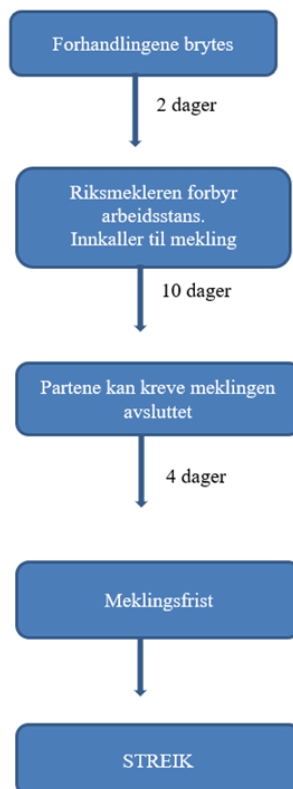 Forhandlingene brytes
2 dager
Riksmekleren forbyr
arbeidsstans.
Innkaller til mekling
10 dager
Partene kan kreve meklingen
avsluttet
4 dager
Meklingsfrist
STREIK